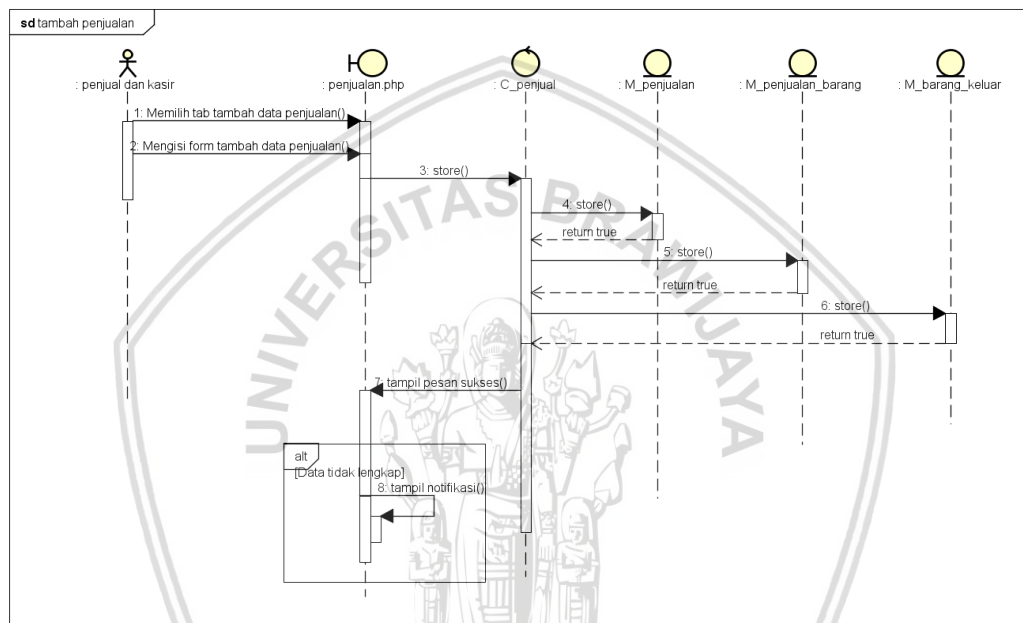 sd tambah penjualan
: penjual dan kasir
: penjualan.php
: C_penjual
: M_penjualan
: M_penjualan_barang
: M_barang_keluar
1: Memilih tab tambah data penjualan()
2: Mengisi form tambah data penjualan()
3: store()
4: store()
return true
5: store()
return true
6: store()
return true
7: tampil pesan sukses()
alt
[Data tidak lengkap]
8: tampil notifikasi()
UNIVERSITAS BRAWIJAYA